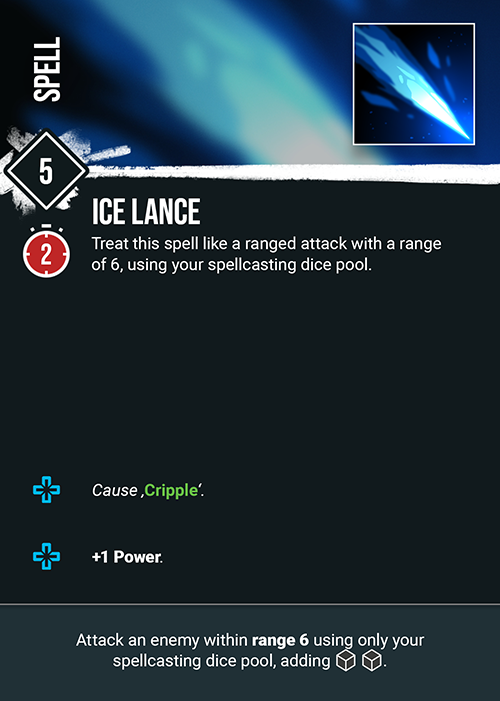 SPELL
5
ICE LANCE
2
Treat this spell like a ranged attack with a range
of 6, using your spellcasting dice pool.
Cause ‚Cripple‘.
+1 Power.
Attack an enemy within range 6 using only your
spellcasting dice pool, adding .